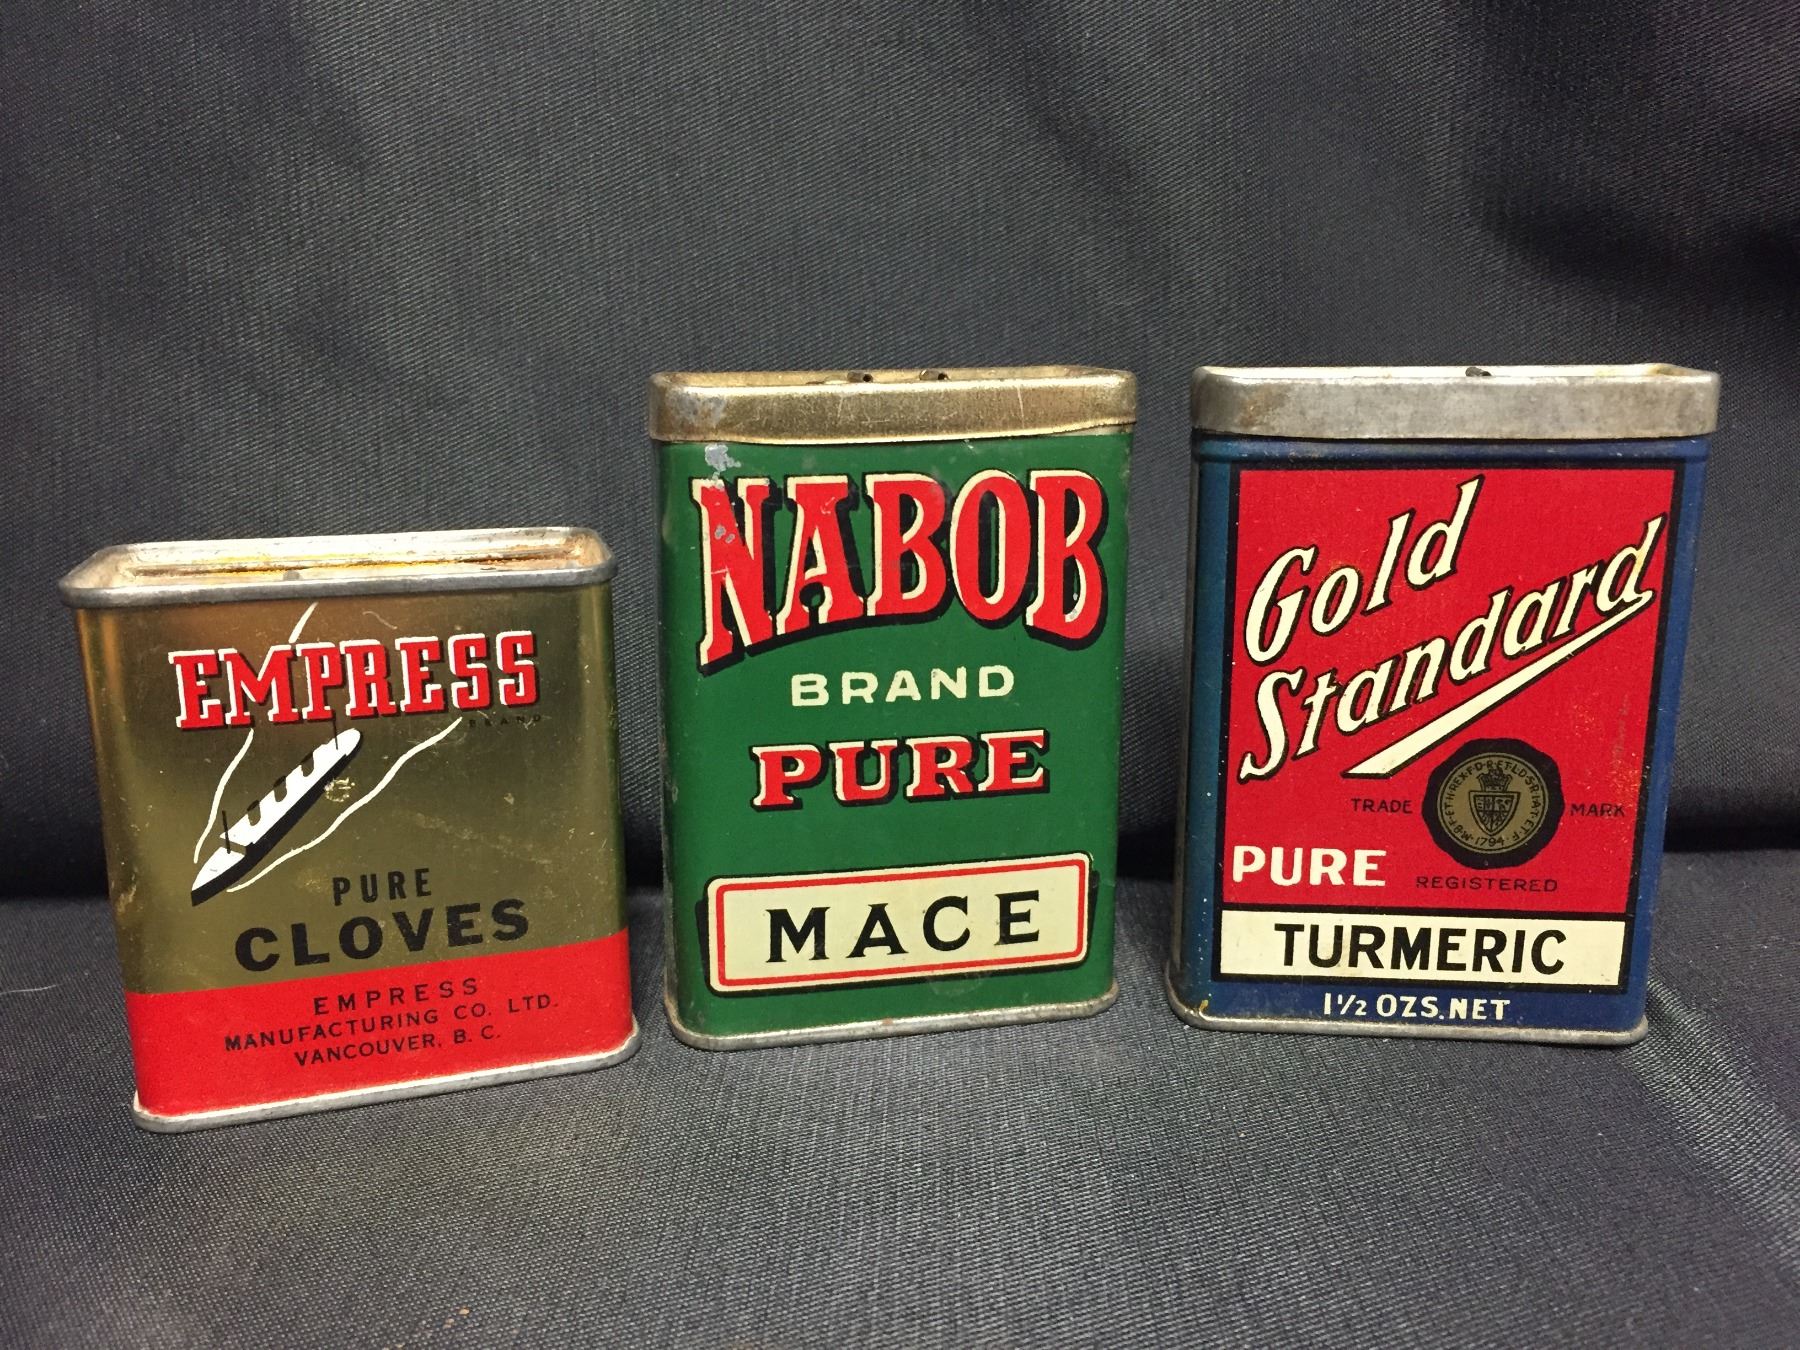 EMPRESS
BRAND
PURE
CLOVES
EMPRESS
MANUFACTURING CO. LTD.
VANCOUVER, B. C.
NABOB
BRAND
PURE
MACE
Gold
Standard
TRADE MARK
1794
PURE
REGISTERED
TURMERIC
1½ OZS. NET